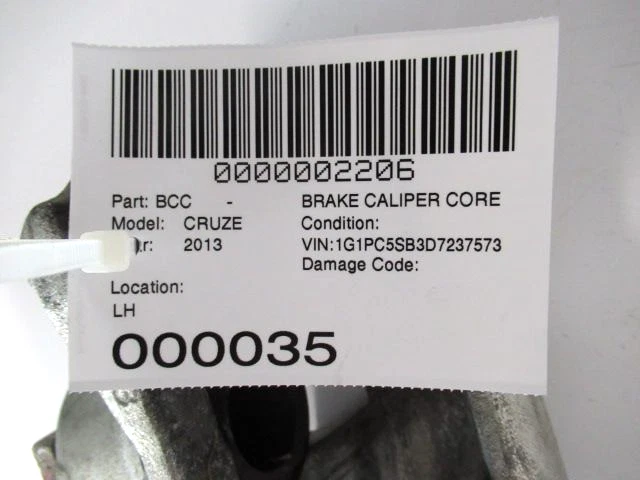 0000002206
Part: BCC - BRAKE CALIPER CORE
Model: CRUZE Condition:
2013 VIN:1G1PC5SB3D7237573
Damage Code:
Location:
LH
000035